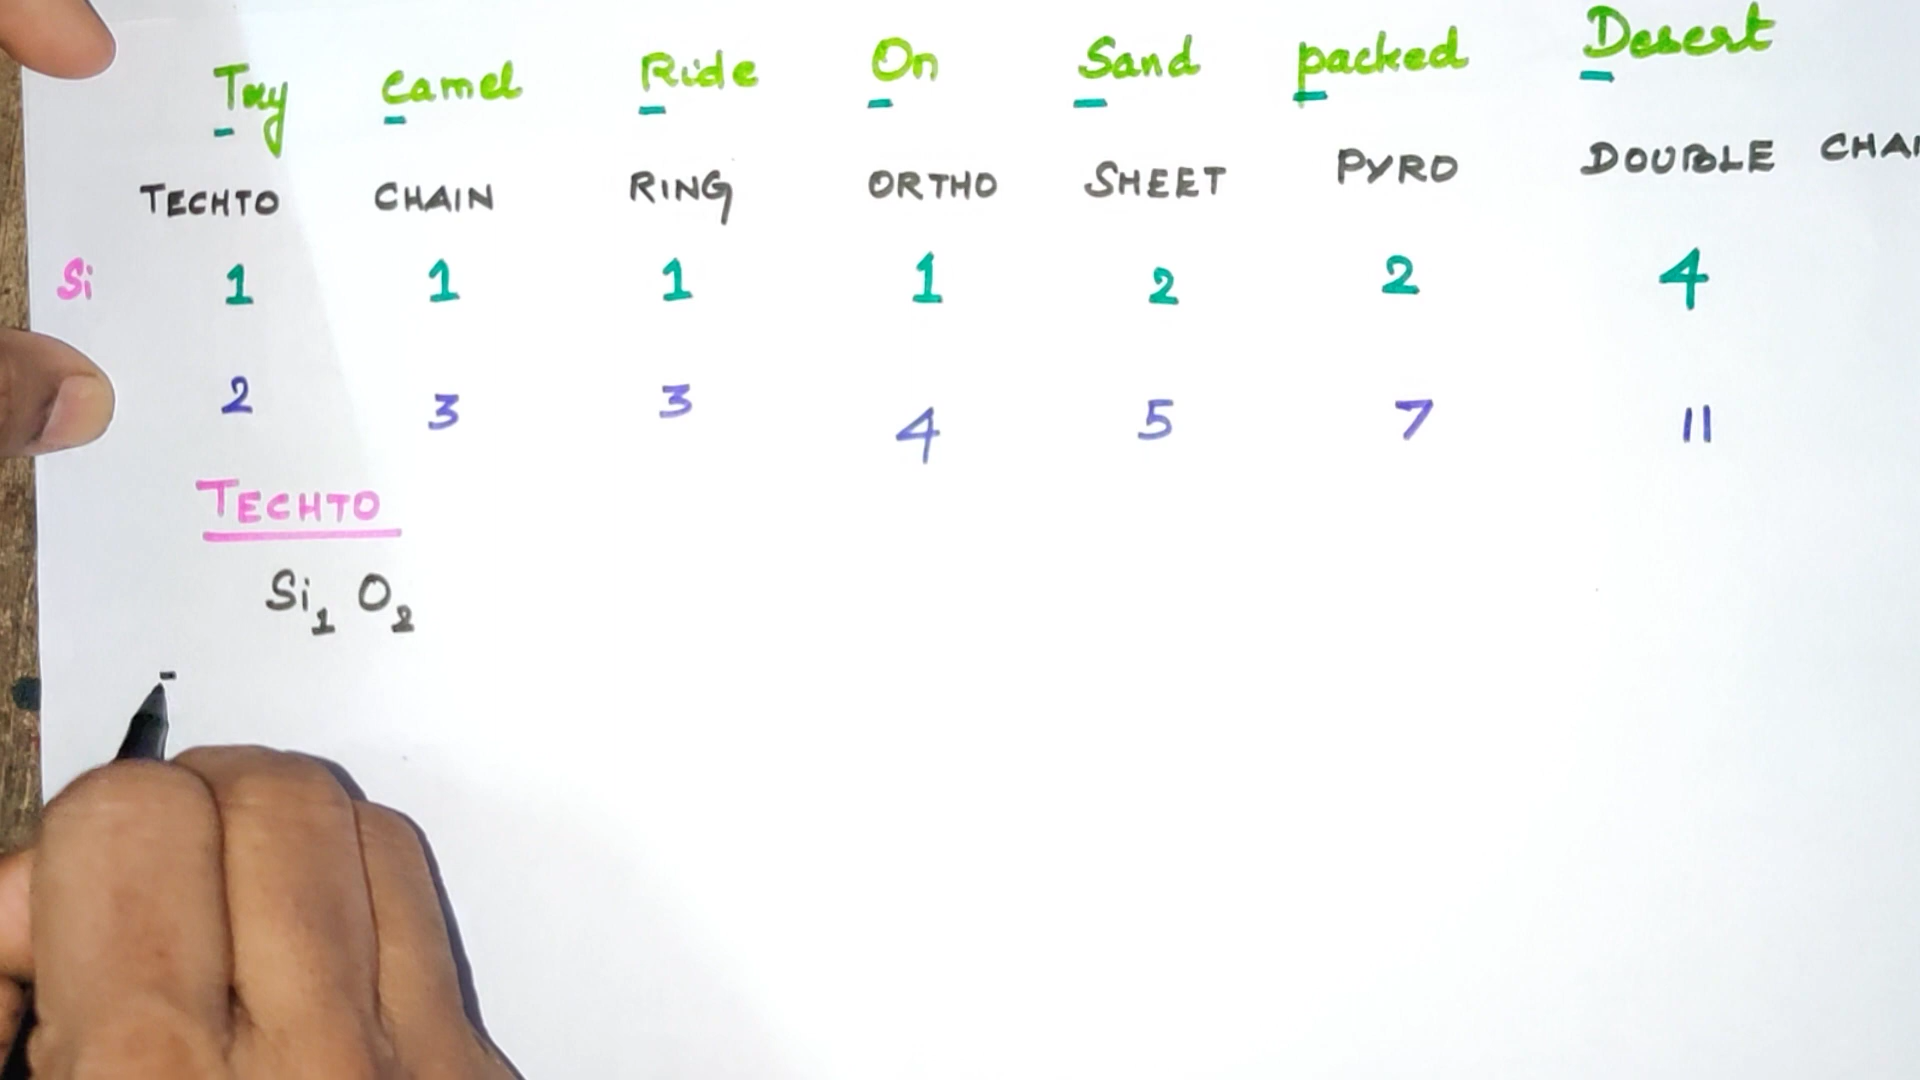 Try Camel Ride On Sand packed Desert
TECHTO CHAIN RING ORTHO SHEET PYRO DOUBLE CHAI
Si 1 1 1 1 2 2 4
2 3 3 4 5 7 11
TECHTO
Si1 O2